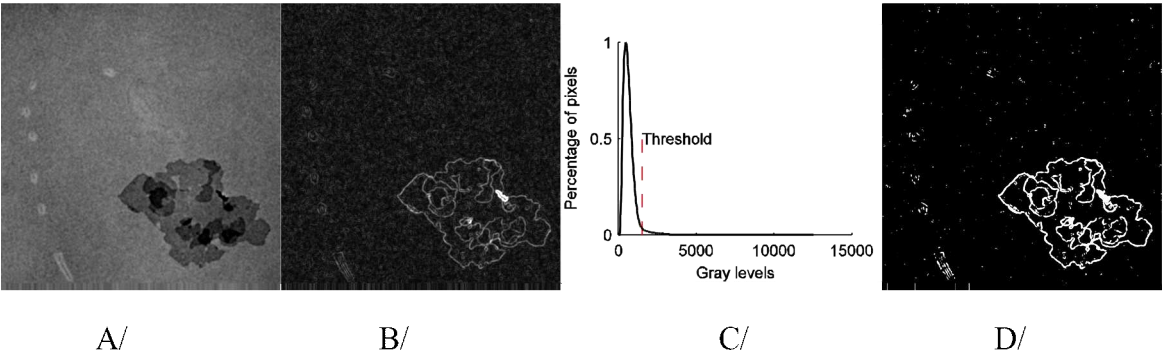 1
0.5
0
Percentage of pixels
Threshold
0 5000 10000 15000
Gray levels
A/ B/ C/ D/